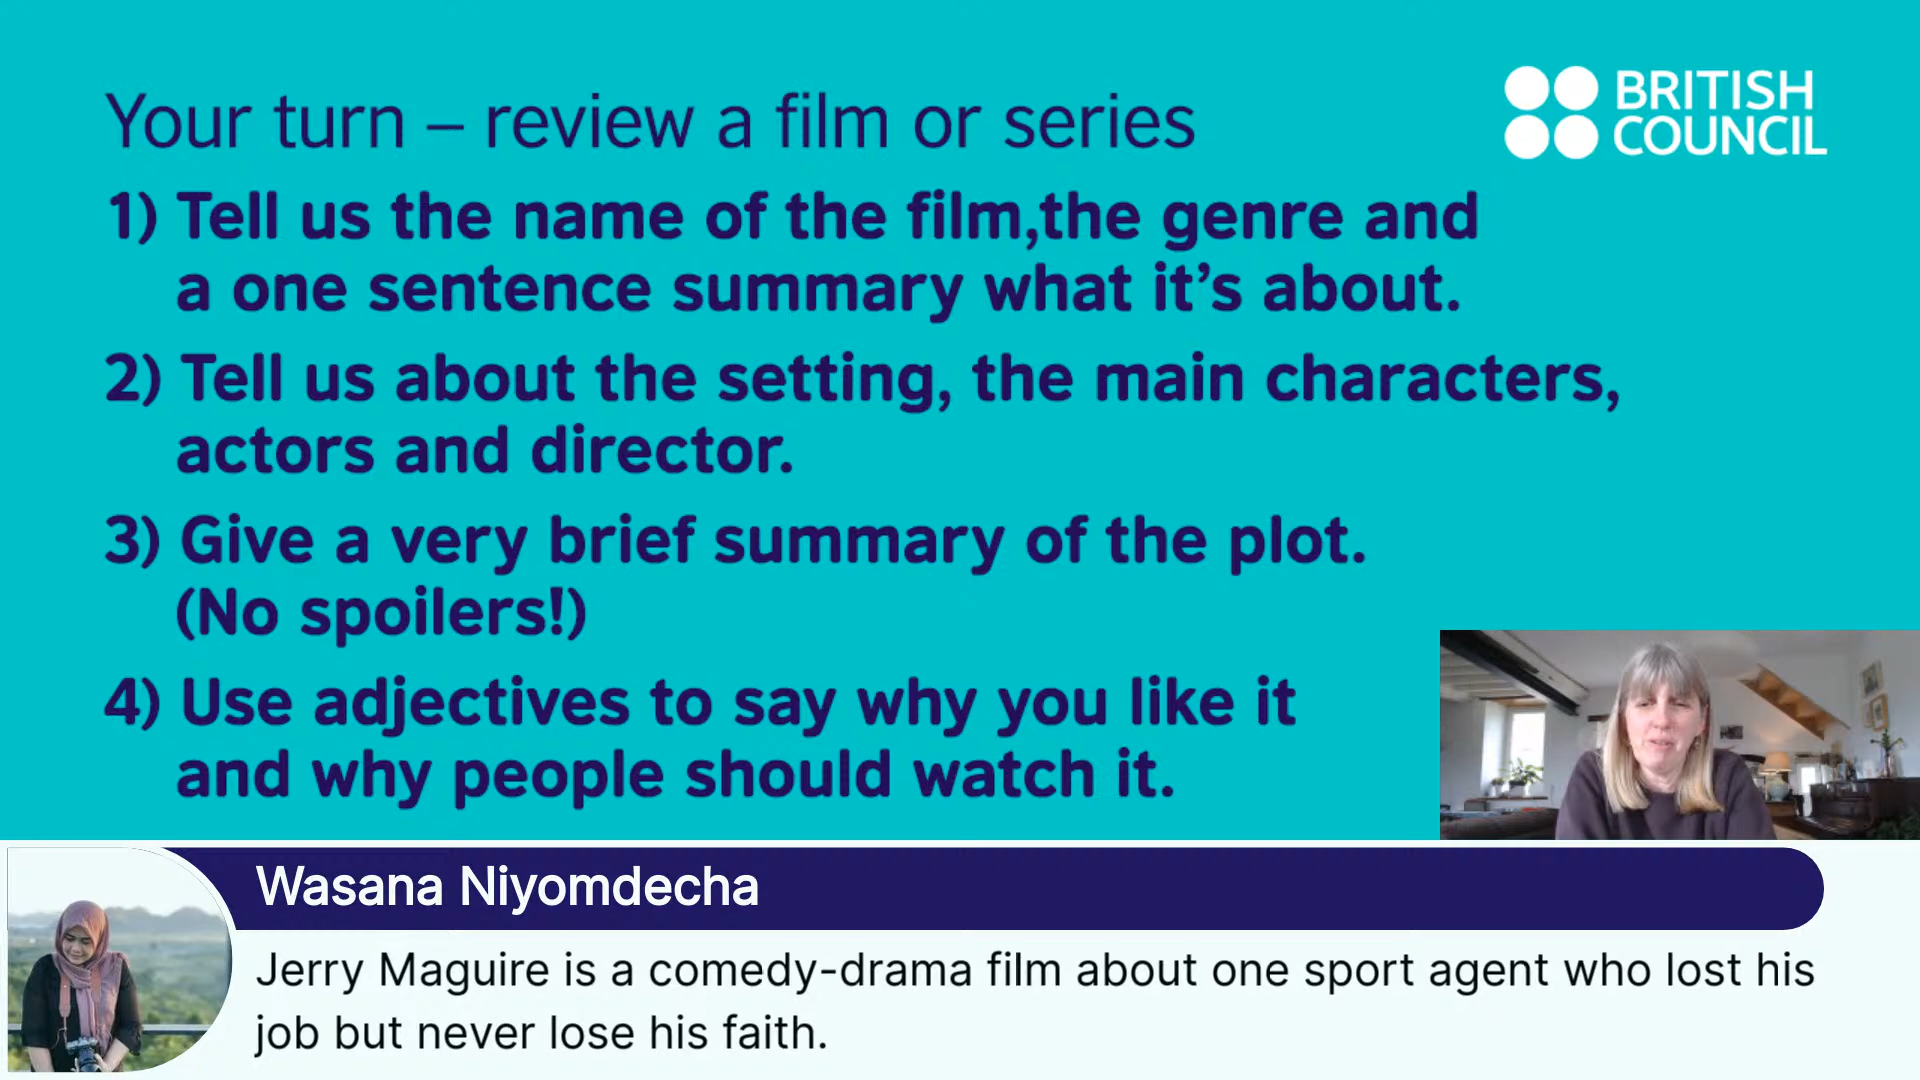 Your turn – review a film or series
BRITISH
COUNCIL
1) Tell us the name of the film,the genre and
a one sentence summary what it’s about.
2) Tell us about the setting, the main characters,
actors and director.
3) Give a very brief summary of the plot.
(No spoilers!)
4) Use adjectives to say why you like it
and why people should watch it.
Wasana Niyomdecha
Jerry Maguire is a comedy-drama film about one sport agent who lost his
job but never lose his faith.